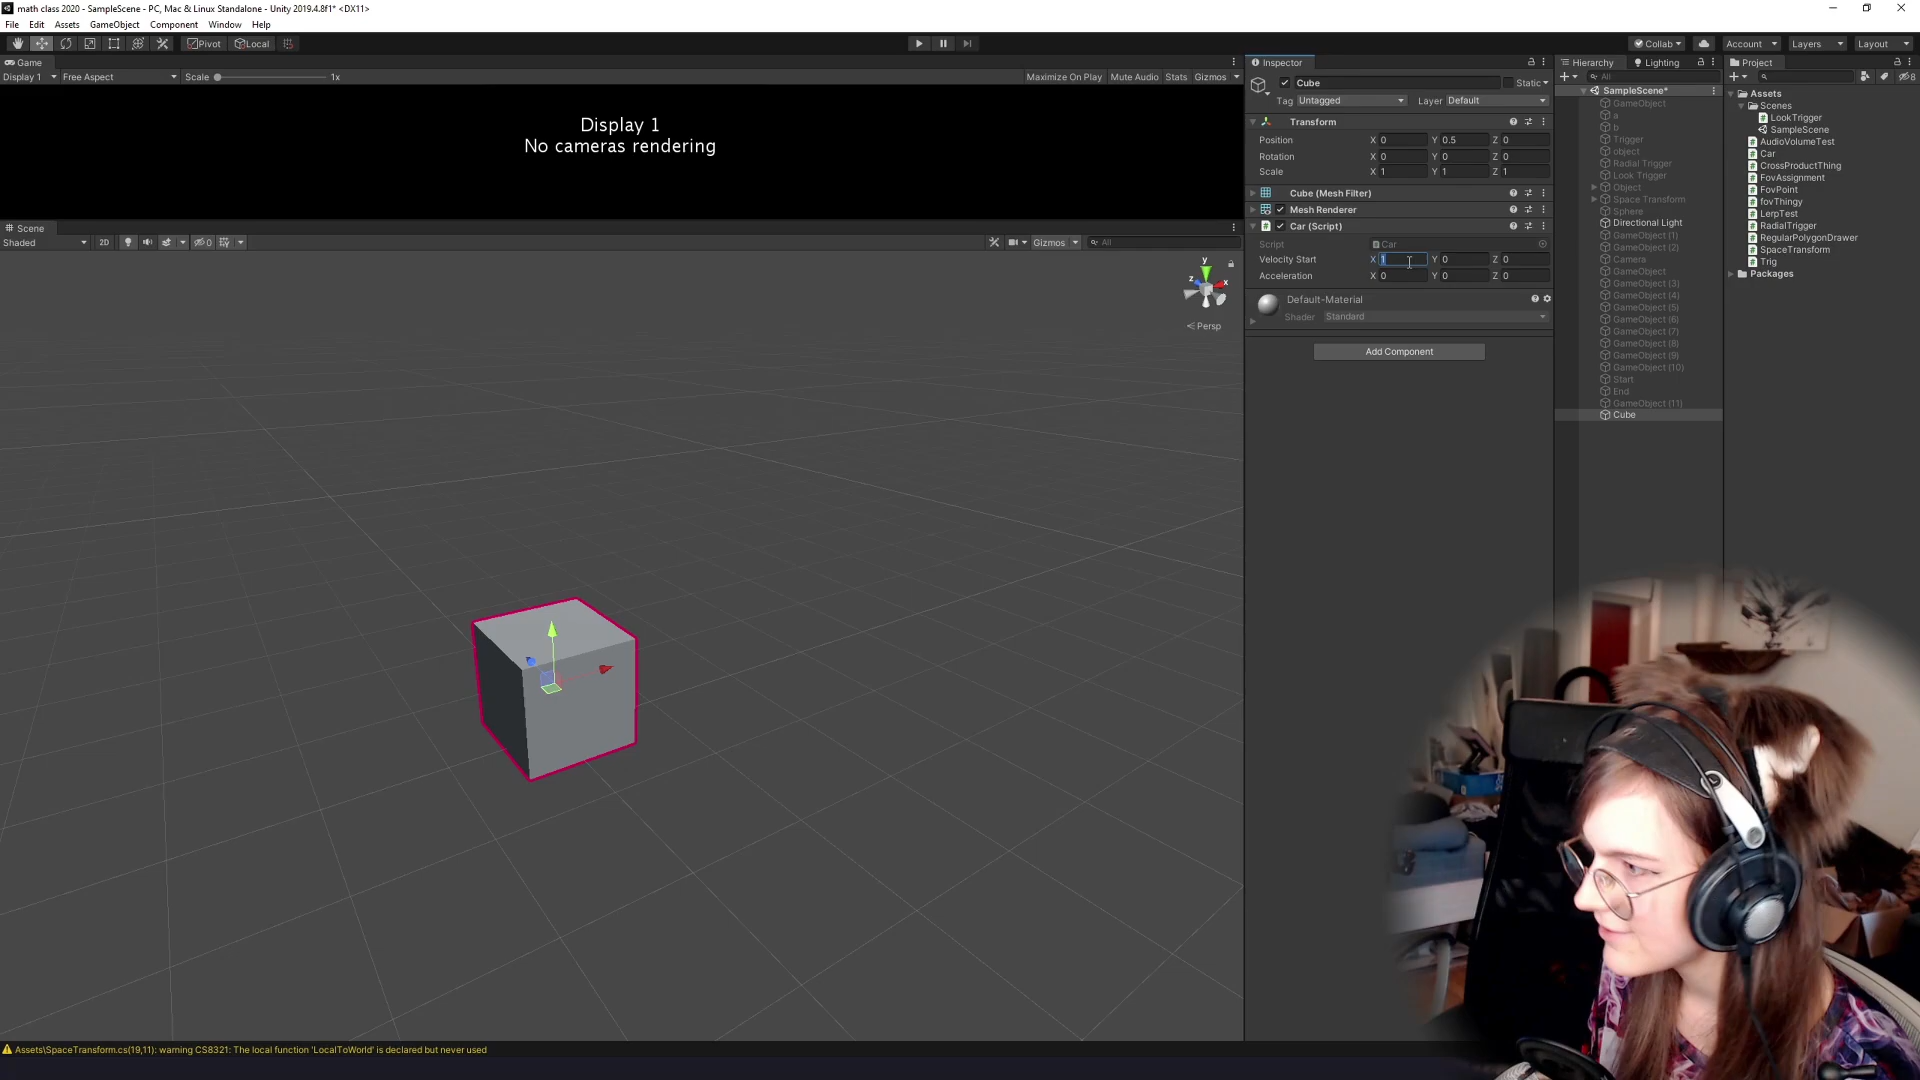 math class 2020 - SampleScene - PC, Mac & Linux Standalone - Unity 2019.4.8f1* <DX11>
File Edit Assets GameObject Component Window Help
Pivot Local Collab Account Layers Layout
Game
Display 1 Free Aspect Scale 1x Maximize On Play Mute Audio Stats Gizmos
Display 1
No cameras rendering
Scene
Shaded 2D 0 Gizmos All
y
z x
Persp
Inspector
Cube Static
Tag Untagged Layer Default
Transform
Position X 0 Y 0.5 Z 0
Rotation X 0 Y 0 Z 0
Scale X 1 Y 1 Z 1
Cube (Mesh Filter)
Mesh Renderer
Car (Script)
Script Car
Velocity Start X 1 Y 0 Z 0
Acceleration X 0 Y 0 Z 0
Default-Material
Shader Standard
Add Component
Hierarchy Lighting
All
SampleScene*
GameObject
a
b
Trigger
object
Radial Trigger
Look Trigger
Object
Space Transform
Sphere
Directional Light
GameObject (1)
GameObject (2)
Camera
GameObject
GameObject (3)
GameObject (4)
GameObject (5)
GameObject (6)
GameObject (7)
GameObject (8)
GameObject (9)
GameObject (10)
Start
End
GameObject (11)
Cube
Project
8
Assets
Scenes
LookTrigger
SampleScene
AudioVolumeTest
Car
CrossProductThing
FovAssignment
FovPoint
fovThingy
LerpTest
RadialTrigger
RegularPolygonDrawer
SpaceTransform
Trig
Packages
Assets\SpaceTransform.cs(19,11): warning CS8321: The local function 'LocalToWorld' is declared but never used